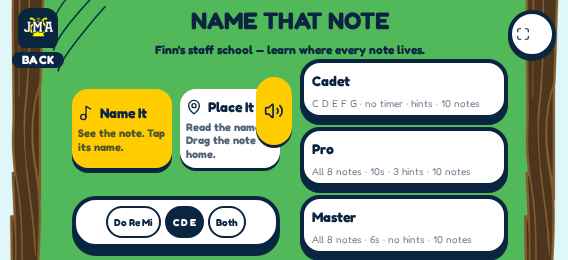 JMA
BACK
NAME THAT NOTE
Finn's staff school — learn where every note lives.
Name It
See the note. Tap
its name.
Place It
Read the name.
Drag the note
home.
Do Re Mi
C D E
Both
Cadet
C D E F G · no timer · hints · 10 notes
Pro
All 8 notes · 10s · 3 hints · 10 notes
Master
All 8 notes · 6s · no hints · 10 notes